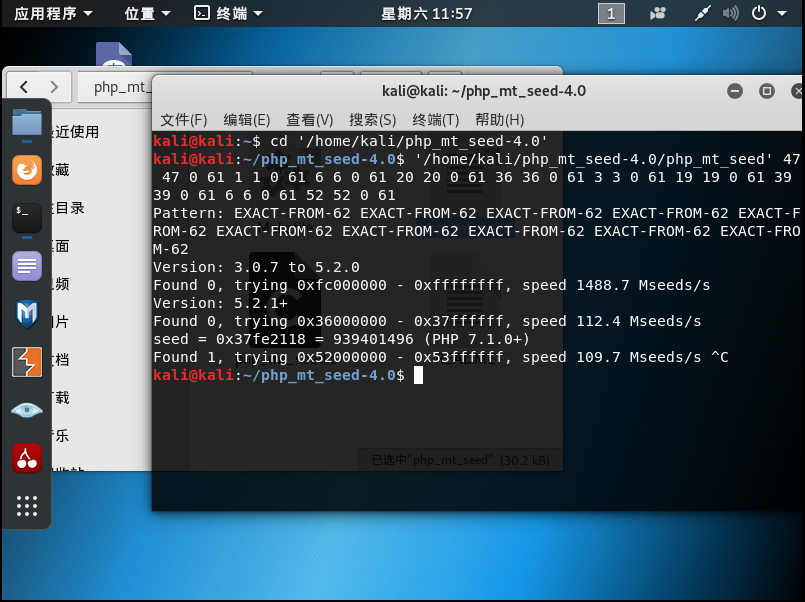 应用程序 位置 终端 星期六 11:57 1
php_mt_
kali@kali: ~/php_mt_seed-4.0
文件(F) 编辑(E) 查看(V) 搜索(S) 终端(T) 帮助(H)
kali@kali:~$ cd '/home/kali/php_mt_seed-4.0'
kali@kali:~/php_mt_seed-4.0$ '/home/kali/php_mt_seed-4.0/php_mt_seed' 47
47 0 61 1 1 0 61 6 6 0 61 20 20 0 61 36 36 0 61 3 3 0 61 19 19 0 61 39
39 0 61 6 6 0 61 52 52 0 61
Pattern: EXACT-FROM-62 EXACT-FROM-62 EXACT-FROM-62 EXACT-FROM-62 EXACT-F
ROM-62 EXACT-FROM-62 EXACT-FROM-62 EXACT-FROM-62 EXACT-FROM-62 EXACT-FRO
M-62
Version: 3.0.7 to 5.2.0
Found 0, trying 0xfc000000 - 0xffffffff, speed 1488.7 Mseeds/s
Version: 5.2.1+
Found 0, trying 0x36000000 - 0x37ffffff, speed 112.4 Mseeds/s
seed = 0x37fe2118 = 939401496 (PHP 7.1.0+)
Found 1, trying 0x52000000 - 0x53ffffff, speed 109.7 Mseeds/s ^C
kali@kali:~/php_mt_seed-4.0$
近使用
藏
目录
面
频
片
文档
下载
音乐
已选中"php_mt_seed" (30.2 kB)